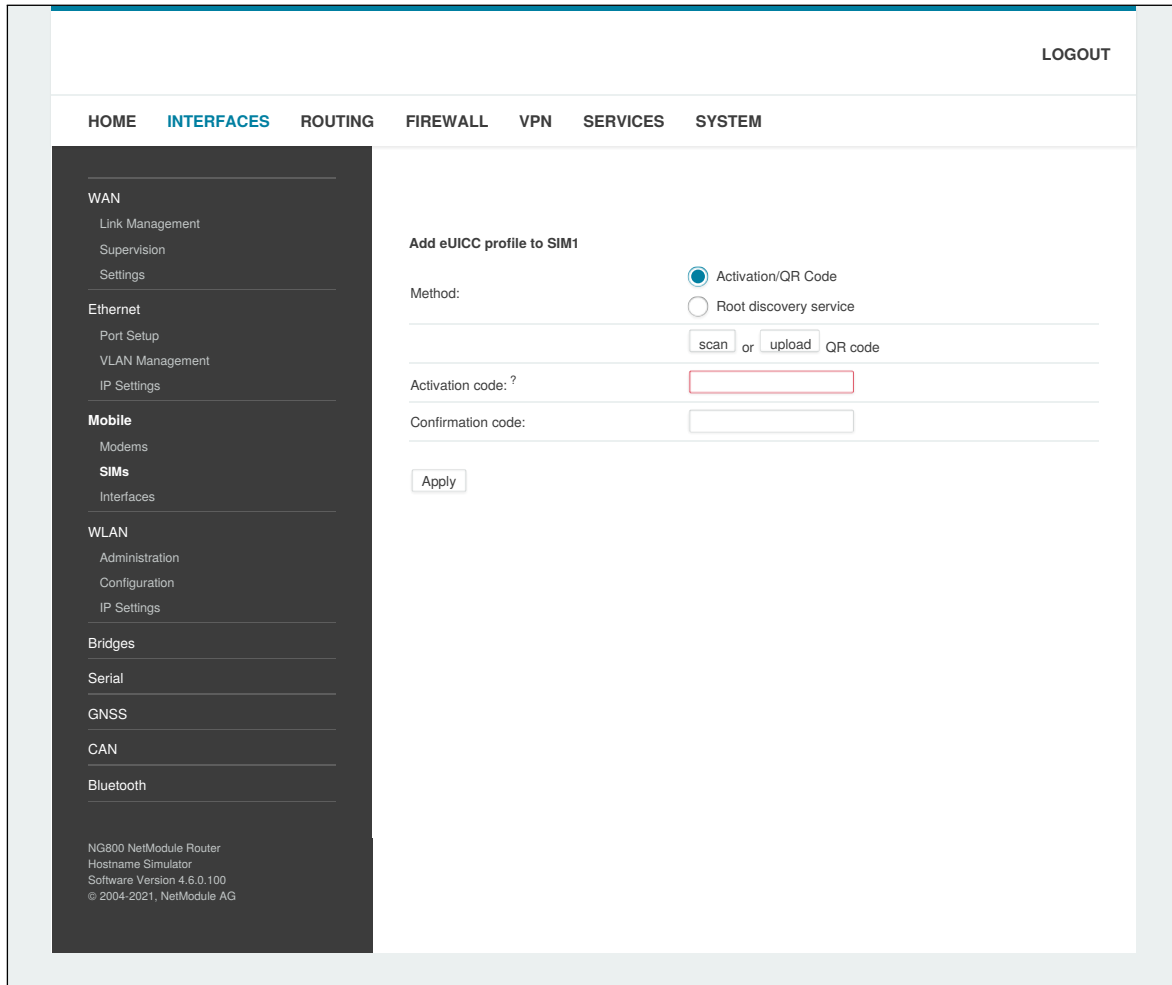 LOGOUT
HOME INTERFACES ROUTING FIREWALL VPN SERVICES SYSTEM
WAN
Link Management
Supervision
Settings
Ethernet
Port Setup
VLAN Management
IP Settings
Mobile
Modems
SIMs
Interfaces
WLAN
Administration
Configuration
IP Settings
Bridges
Serial
GNSS
CAN
Bluetooth
NG800 NetModule Router
Hostname Simulator
Software Version 4.6.0.100
© 2004-2021, NetModule AG
Add eUICC profile to SIM1
Method:
Activation/QR Code
Root discovery service
scan or upload QR code
Activation code: ?
Confirmation code:
Apply